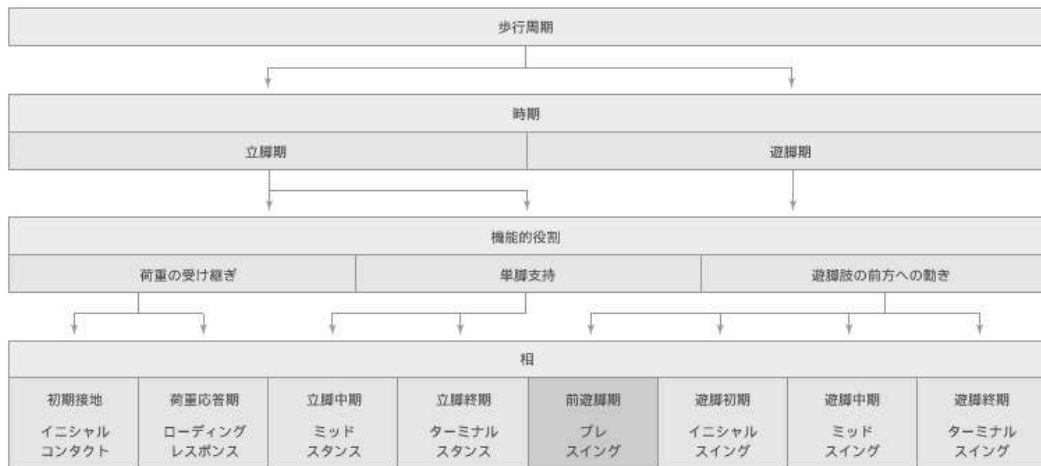 歩行周期
時期
立脚期
遊脚期
機能的役割
荷重の受け継ぎ
単脚支持
遊脚肢の前方への動き
相
初期接地
イニシャル
コンタクト
荷重応答期
ローディング
レスポンス
立脚中期
ミッド
スタンス
立脚終期
ターミナル
スタンス
前遊脚期
プレ
スイング
遊脚初期
イニシャル
スイング
遊脚中期
ミッド
スイング
遊脚終期
ターミナル
スイング